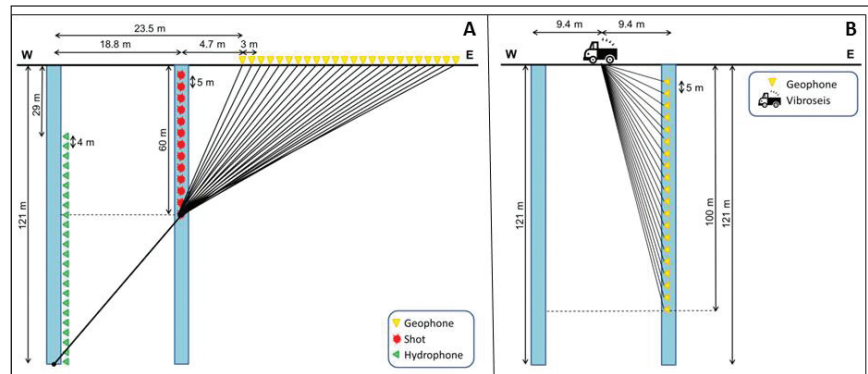 A
23.5 m
18.8 m
4.7 m
3 m
W
E
5 m
29 m
4 m
60 m
121 m
Geophone
Shot
Hydrophone
B
9.4 m
9.4 m
W
E
5 m
Geophone
Vibroseis
121 m
100 m
121 m